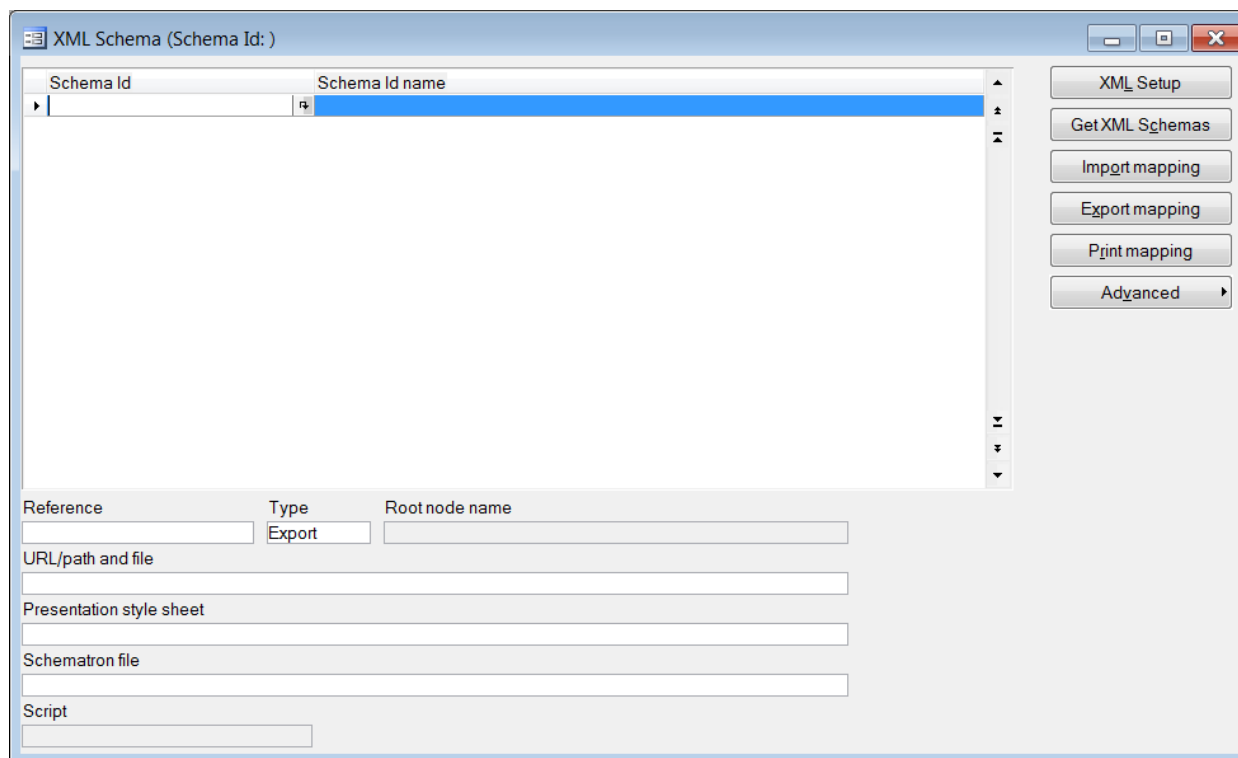 XML Schema (Schema Id: )
Schema Id Schema Id name
XML Setup
Get XML Schemas
Import mapping
Export mapping
Print mapping
Advanced
Reference Type Root node name
Export
URL/path and file
Presentation style sheet
Schematron file
Script